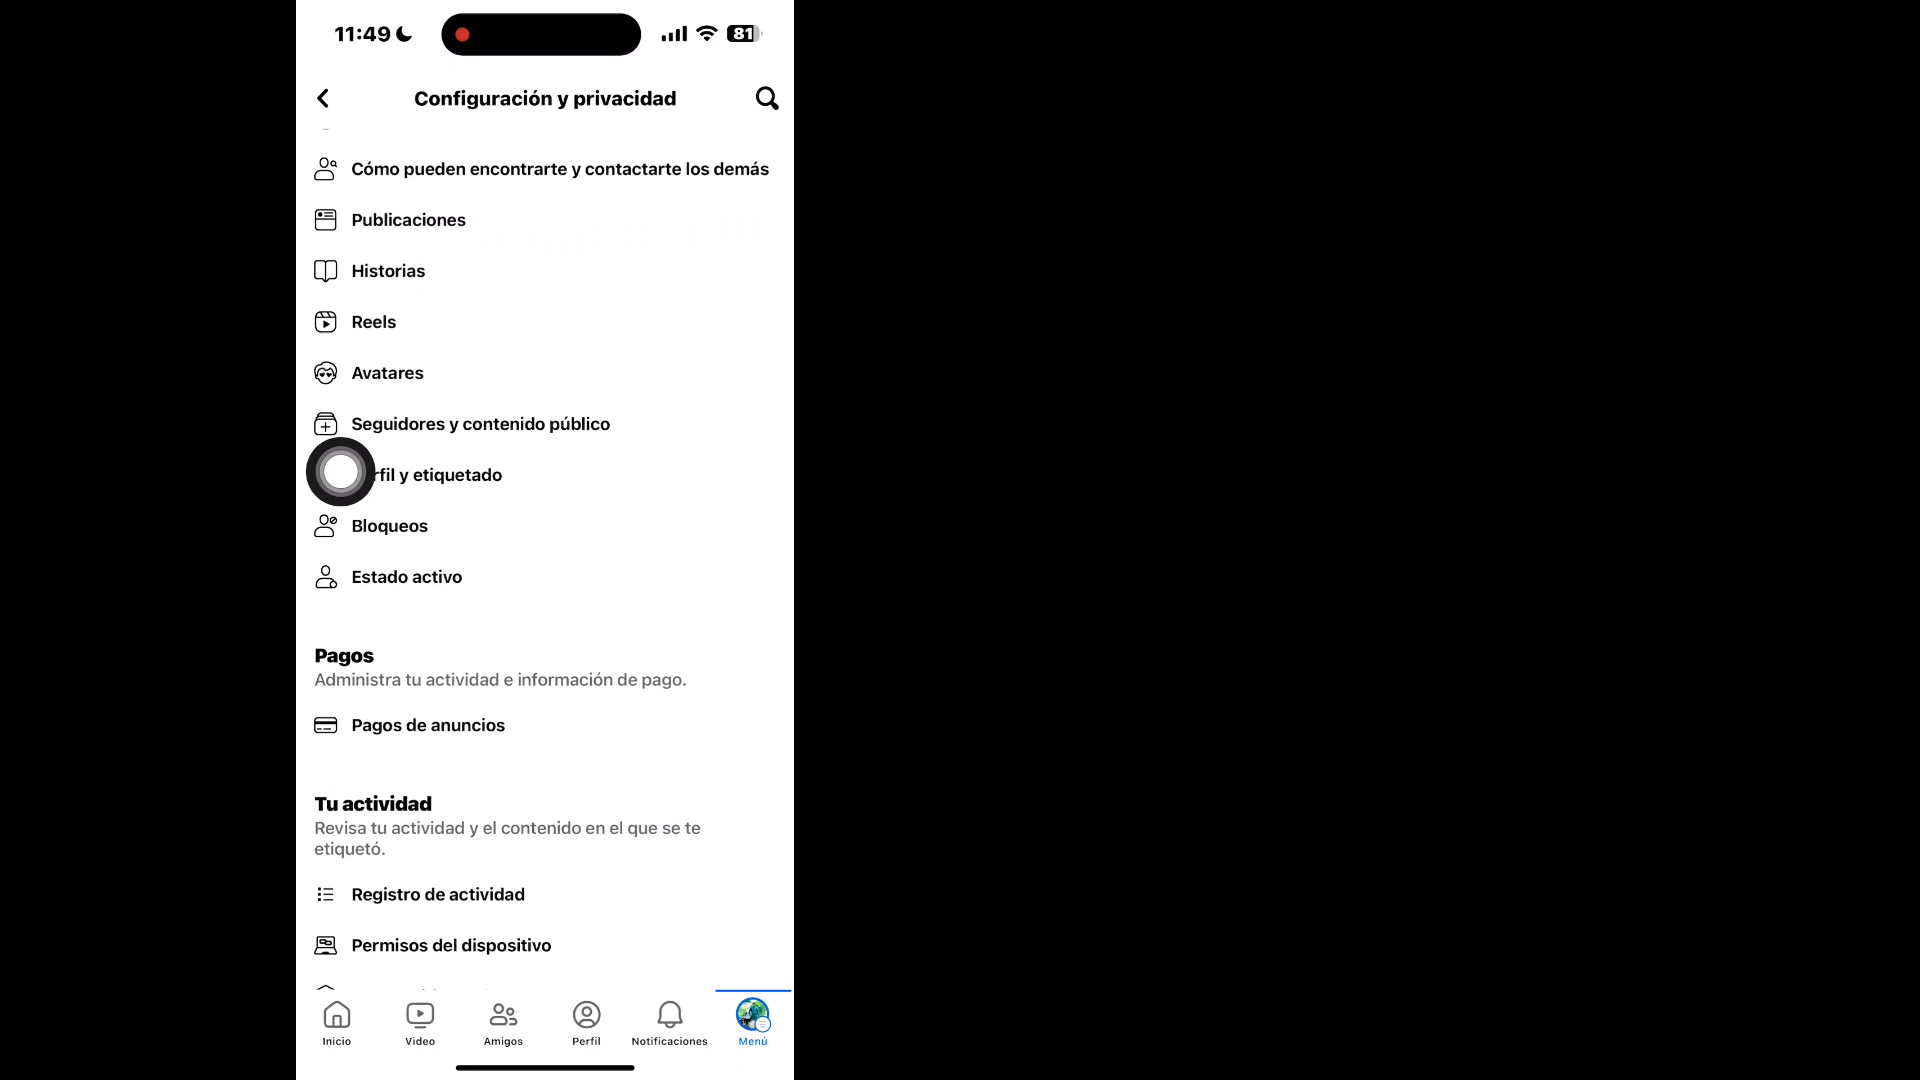 11:49
81
Configuración y privacidad
Cómo pueden encontrarte y contactarte los demás
Publicaciones
Historias
Reels
Avatares
Seguidores y contenido público
rfil y etiquetado
Bloqueos
Estado activo
Pagos
Administra tu actividad e información de pago.
Pagos de anuncios
Tu actividad
Revisa tu actividad y el contenido en el que se te
etiquetó.
Registro de actividad
Permisos del dispositivo
Inicio
Video
Amigos
Perfil
Notificaciones
Menú